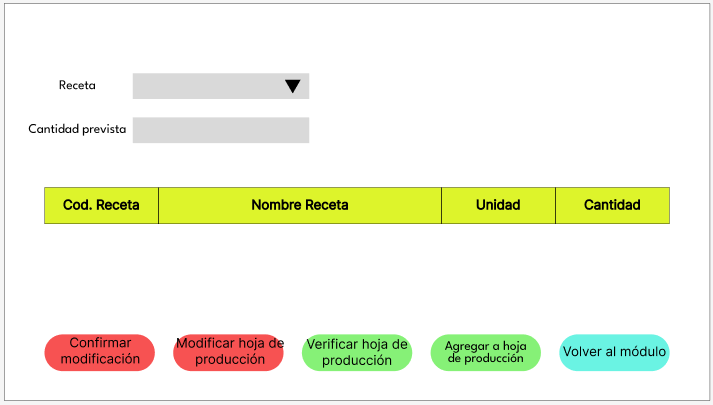 Receta
Cantidad prevista
Cod. Receta
Nombre Receta
Unidad
Cantidad
Confirmar
modificación
Modificar hoja de
producción
Verificar hoja de
producción
Agregar a hoja
de producción
Volver al módulo